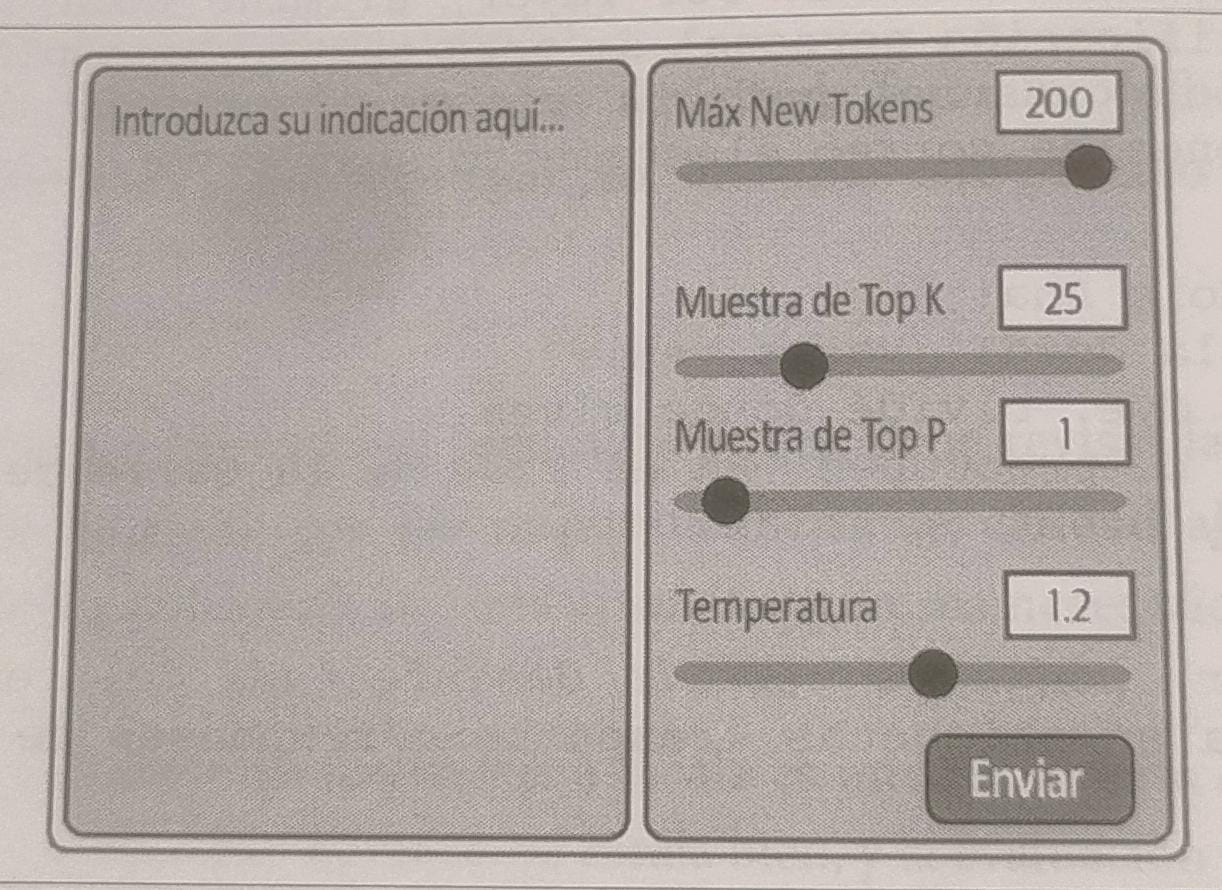 Introduzca su indicación aquí...
Máx New Tokens
200
Muestra de Top K
25
Muestra de Top P
1
Temperatura
1.2
Enviar